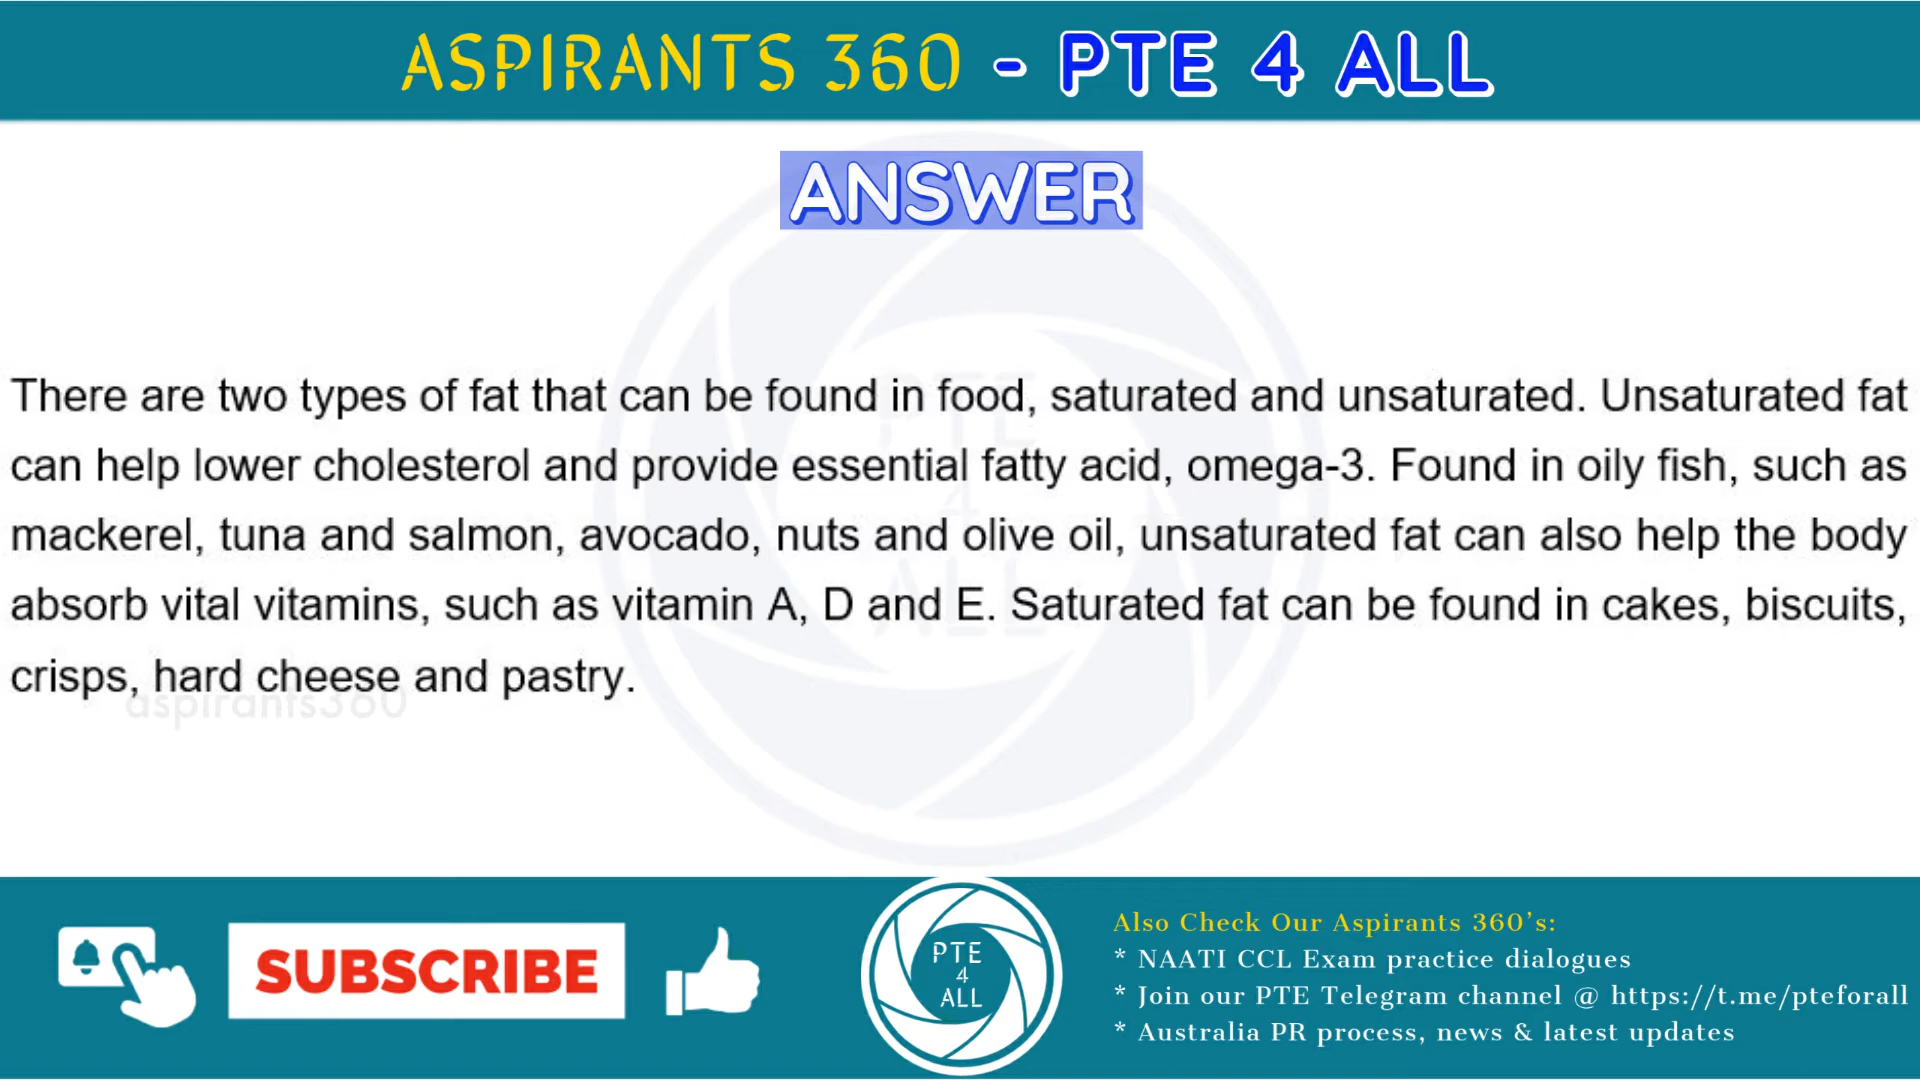 ASPIRANTS 360 - PTE 4 ALL
ANSWER
There are two types of fat that can be found in food, saturated and unsaturated. Unsaturated fat
can help lower cholesterol and provide essential fatty acid, omega-3. Found in oily fish, such as
mackerel, tuna and salmon, avocado, nuts and olive oil, unsaturated fat can also help the body
absorb vital vitamins, such as vitamin A, D and E. Saturated fat can be found in cakes, biscuits,
crisps, hard cheese and pastry.
aspirants360
PTE
4
ALL
SUBSCRIBE
PTE
4
ALL
Also Check Our Aspirants 360's:
* NAATI CCL Exam practice dialogues
* Join our PTE Telegram channel @ https://t.me/pteforall
* Australia PR process, news & latest updates